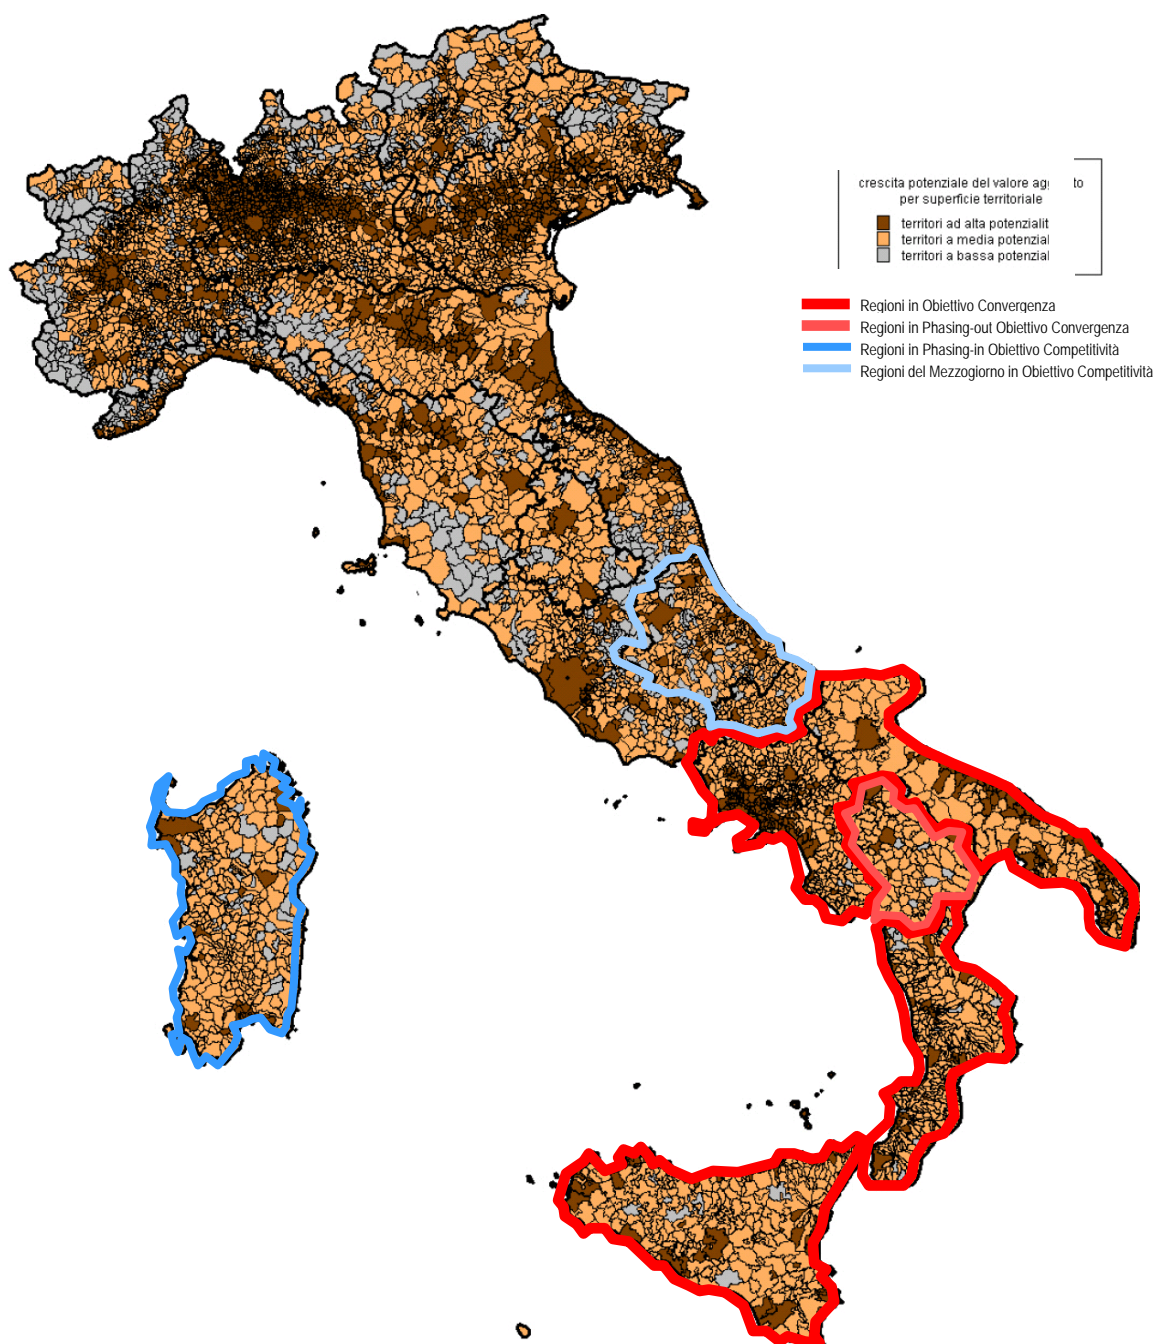 crescita potenziale del valore agg to
per superficie territoriale
territori ad alta potenzialit
territori a media potenzial
territori a bassa potenzial
Regioni in Obiettivo Convergenza
Regioni in Phasing-out Obiettivo Convergenza
Regioni in Phasing-in Obiettivo Competitività
Regioni del Mezzogiorno in Obiettivo Competitività